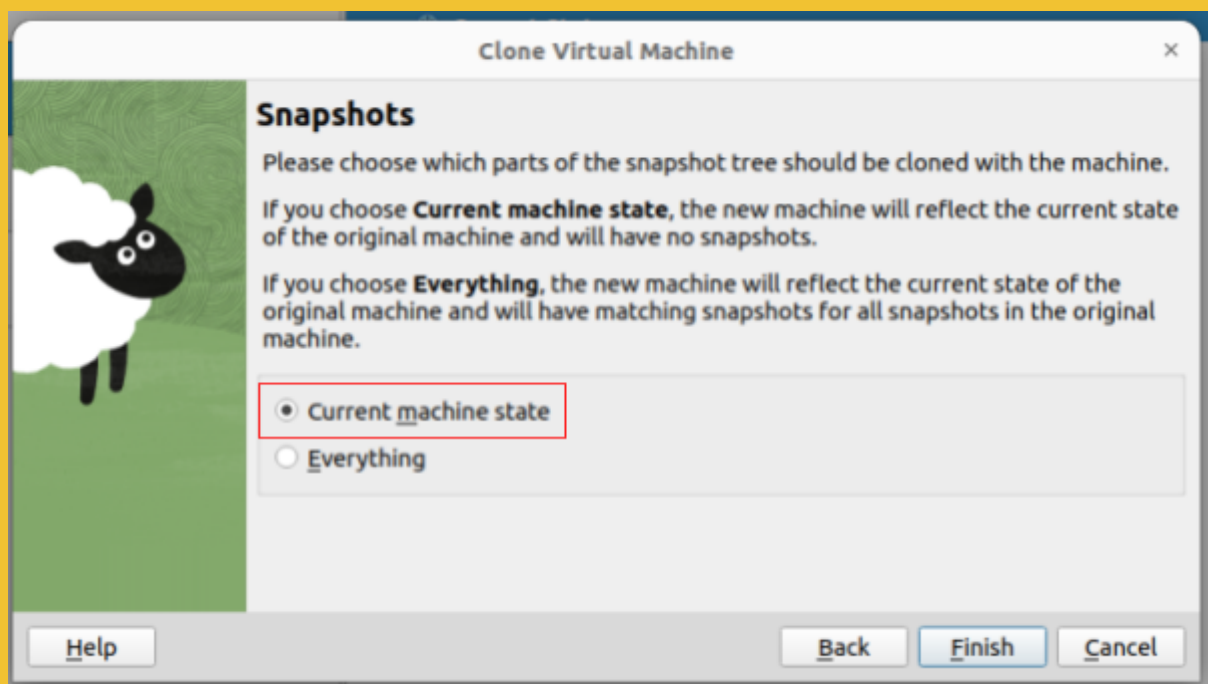 Clone Virtual Machine
Snapshots
Please choose which parts of the snapshot tree should be cloned with the machine.
If you choose Current machine state, the new machine will reflect the current state
of the original machine and will have no snapshots.
If you choose Everything, the new machine will reflect the current state of the
original machine and will have matching snapshots for all snapshots in the original
machine.
Current machine state
Everything
Help
Back
Finish
Cancel